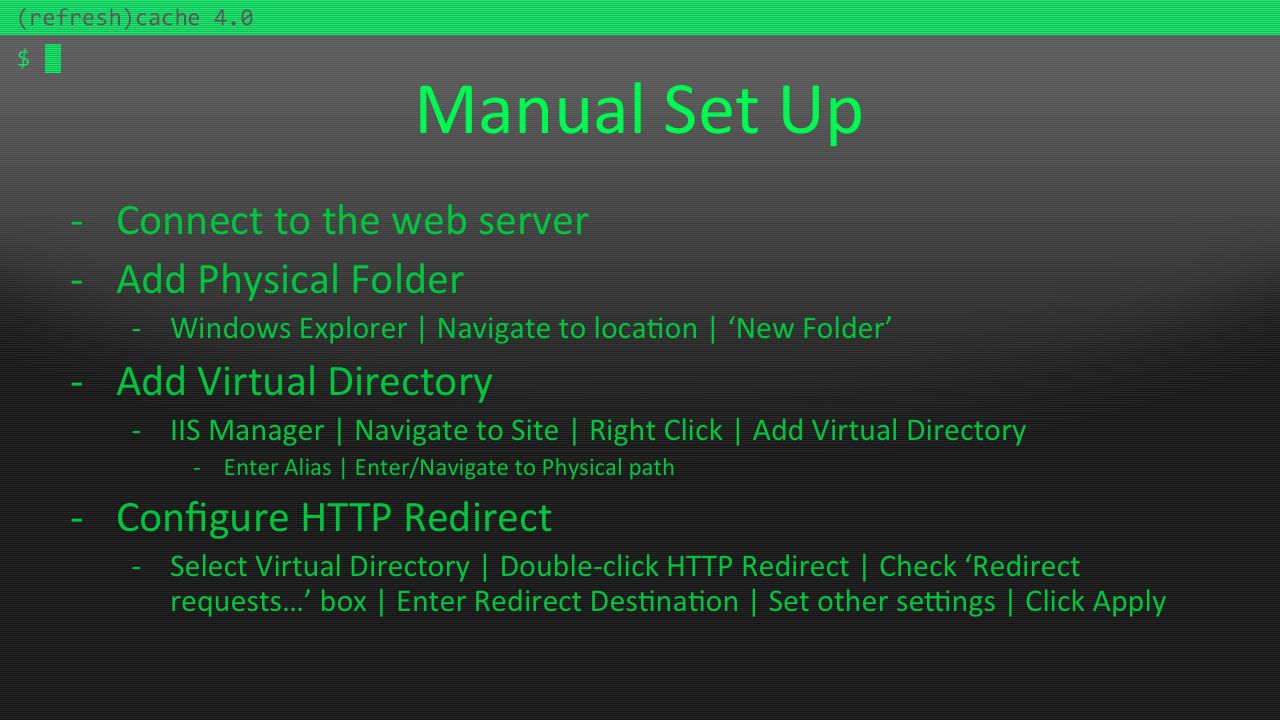 (refresh)cache 4.0
$
Manual Set Up
- Connect to the web server
- Add Physical Folder
- Windows Explorer | Navigate to location | ‘New Folder’
- Add Virtual Directory
- IIS Manager | Navigate to Site | Right Click | Add Virtual Directory
- Enter Alias | Enter/Navigate to Physical path
- Configure HTTP Redirect
- Select Virtual Directory | Double-click HTTP Redirect | Check ‘Redirect
requests…’ box | Enter Redirect Destination | Set other settings | Click Apply